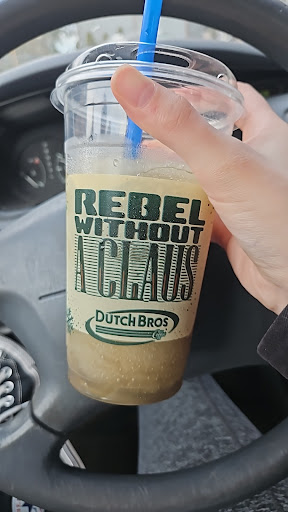 REBEL
WITHOUT
A CLAUS
DUTCH BROS